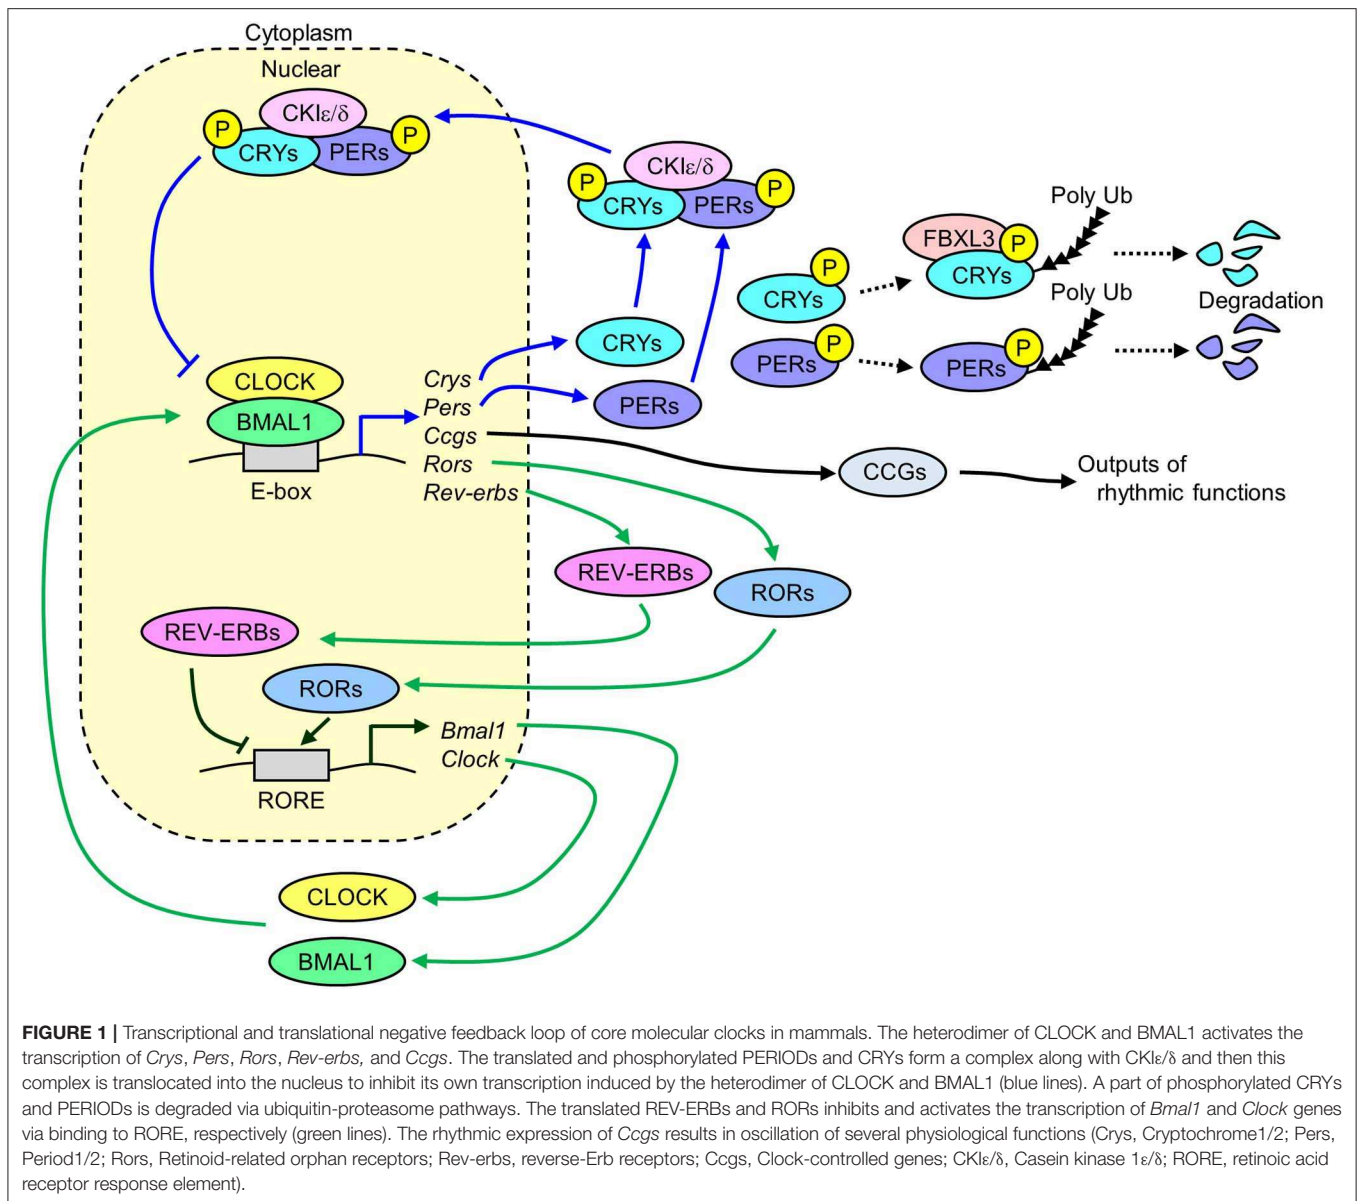 Cytoplasm
Nuclear
CKIε/δ
P
P
CRYs
PERs
CKIε/δ
P
P
CRYs
PERs
Poly Ub
FBXL3
P
CRYs
P
CRYs
Degradation
Poly Ub
P
PERs
P
PERs
CRYs
PERs
CLOCK
BMAL1
E-box
Crys
Pers
Ccgs
Rors
Rev-erbs
CCGs
Outputs of
rhythmic functions
REV-ERBs
RORs
REV-ERBs
RORs
RORE
Bmal1
Clock
CLOCK
BMAL1
FIGURE 1 | Transcriptional and translational negative feedback loop of core molecular clocks in mammals. The heterodimer of CLOCK and BMAL1 activates the
transcription of Crys, Pers, Rors, Rev-erbs, and Ccgs. The translated and phosphorylated PERIODs and CRYs form a complex along with CKIε/δ and then this
complex is translocated into the nucleus to inhibit its own transcription induced by the heterodimer of CLOCK and BMAL1 (blue lines). A part of phosphorylated CRYs
and PERIODs is degraded via ubiquitin-proteasome pathways. The translated REV-ERBs and RORs inhibits and activates the transcription of Bmal1 and Clock genes
via binding to RORE, respectively (green lines). The rhythmic expression of Ccgs results in oscillation of several physiological functions (Crys, Cryptochrome1/2; Pers,
Period1/2; Rors, Retinoid-related orphan receptors; Rev-erbs, reverse-Erb receptors; Ccgs, Clock-controlled genes; CKIε/δ, Casein kinase 1ε/δ; RORE, retinoic acid
receptor response element).